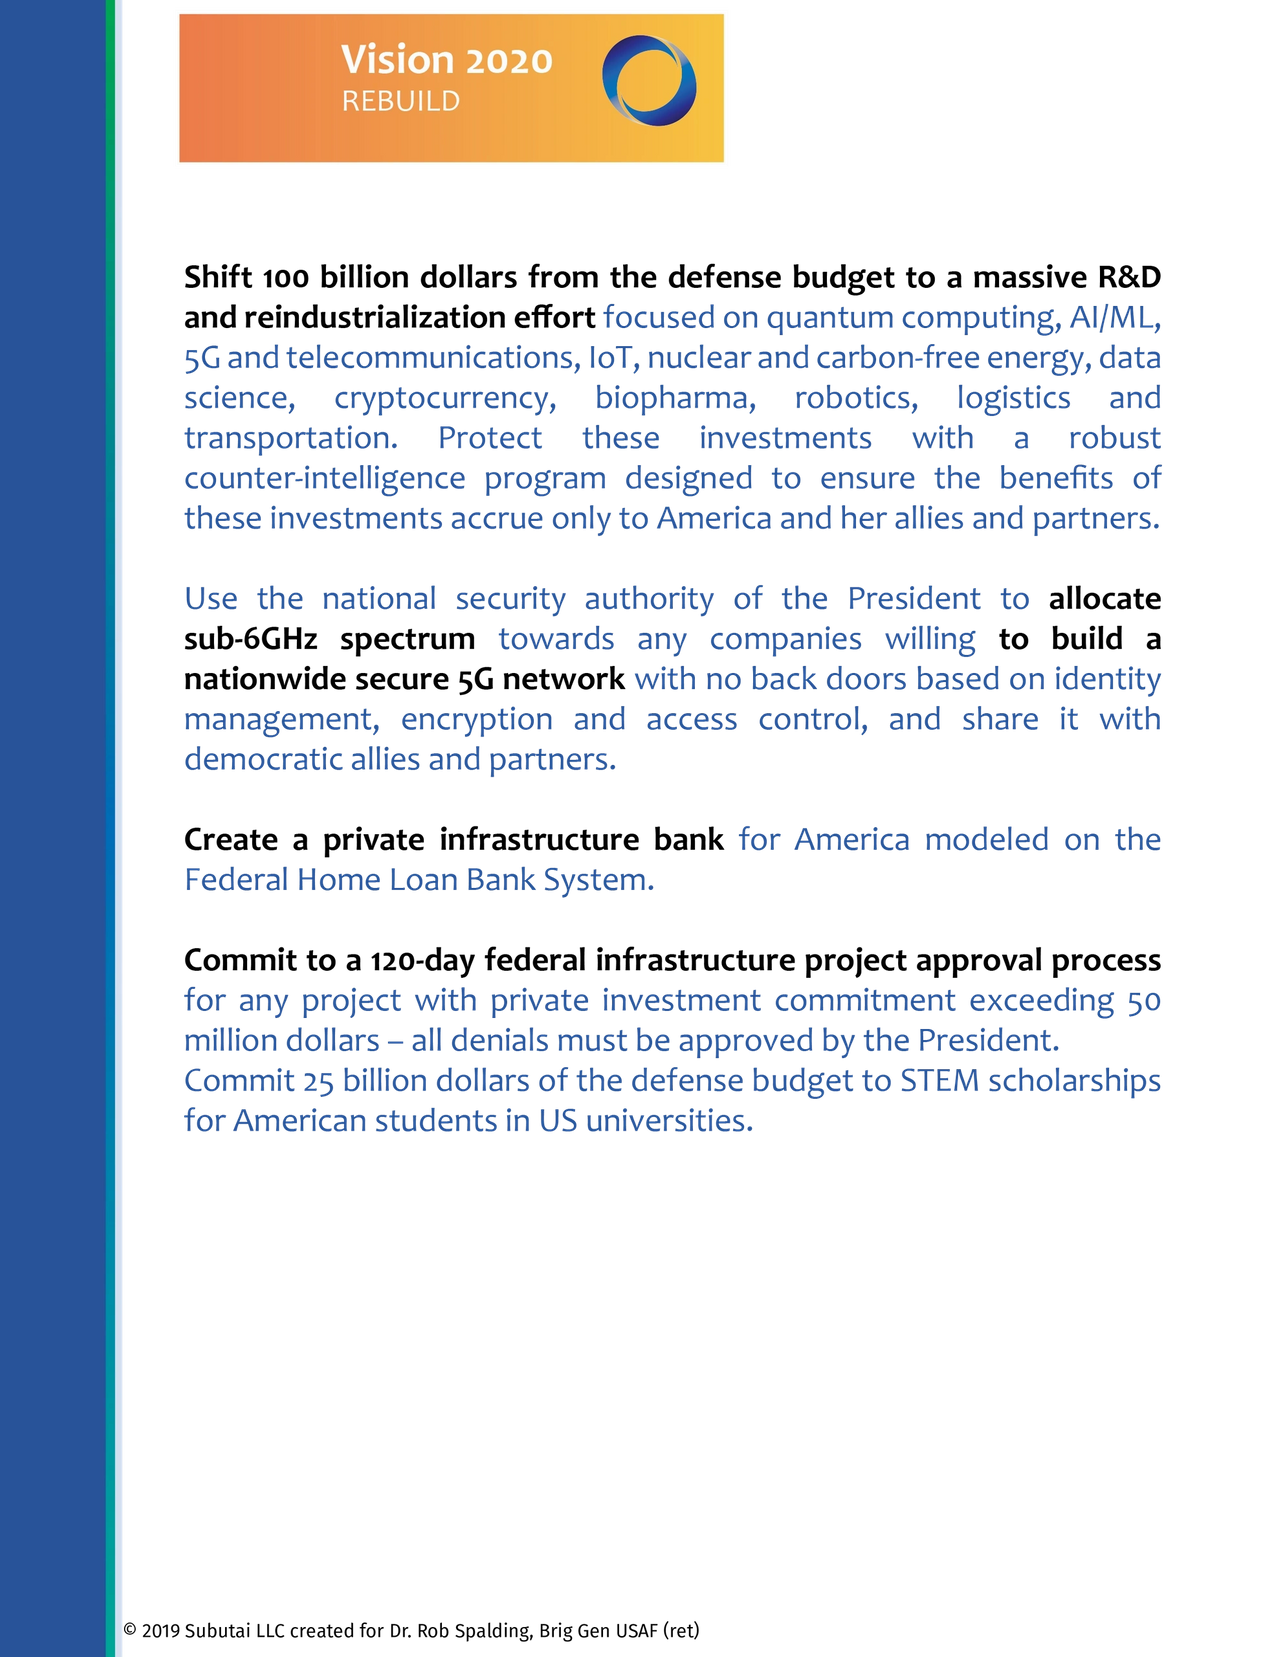 Vision 2020
REBUILD
Shift 100 billion dollars from the defense budget to a massive R&D
and reindustrialization effort focused on quantum computing, AI/ML,
5G and telecommunications, IoT, nuclear and carbon-free energy, data
science, cryptocurrency, biopharma, robotics, logistics and
transportation. Protect these investments with a robust
counter-intelligence program designed to ensure the benefits of
these investments accrue only to America and her allies and partners.
Use the national security authority of the President to allocate
sub-6GHz spectrum towards any companies willing to build a
nationwide secure 5G network with no back doors based on identity
management, encryption and access control, and share it with
democratic allies and partners.
Create a private infrastructure bank for America modeled on the
Federal Home Loan Bank System.
Commit to a 120-day federal infrastructure project approval process
for any project with private investment commitment exceeding 50
million dollars – all denials must be approved by the President.
Commit 25 billion dollars of the defense budget to STEM scholarships
for American students in US universities.
© 2019 Subutai LLC created for Dr. Rob Spalding, Brig Gen USAF (ret)